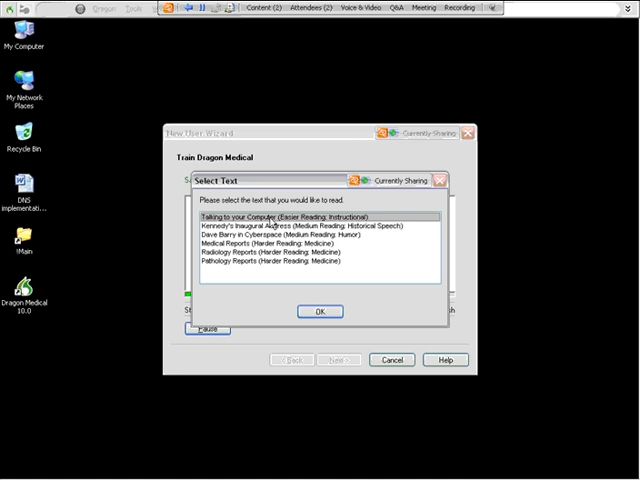 Dragon Tools
Content (2) Attendees (2) Voice & Video Q&A Meeting Recording
My Computer
My Network
Places
Recycle Bin
DNS
implementati...
!Main
Dragon Medical
10.0
New User Wizard
Currently Sharing
Train Dragon Medical
Select Text
Currently Sharing
Please select the text that you would like to read.
Talking to your Computer (Easier Reading: Instructional)
Kennedy's Inaugural Address (Medium Reading: Historical Speech)
Dave Barry in Cyberspace (Medium Reading: Humor)
Medical Reports (Harder Reading: Medicine)
Radiology Reports (Harder Reading: Medicine)
Pathology Reports (Harder Reading: Medicine)
OK
Pause
< Back Next > Cancel Help